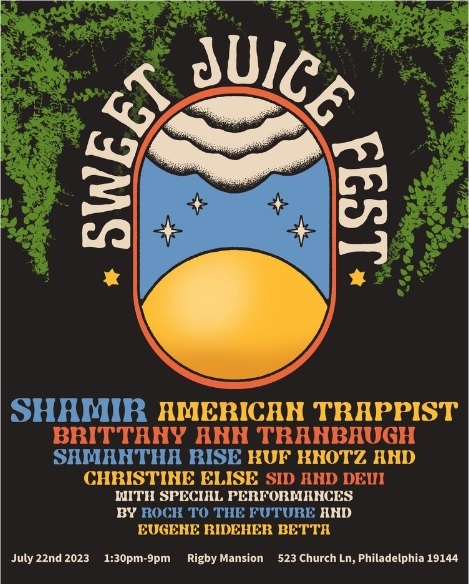 SWEET JUICE FEST
SHAMIR AMERICAN TRAPPIST
BRITTANY ANN TRANBAUGH
SAMANTHA RISE KUF KNOTZ AND
CHRISTINE ELISE SID AND DEVI
WITH SPECIAL PERFORMANCES
BY ROCK TO THE FUTURE AND
EUGENE RIDEHER BETTA
July 22nd 2023 1:30pm-9pm Rigby Mansion 523 Church Ln, Philadelphia 19144